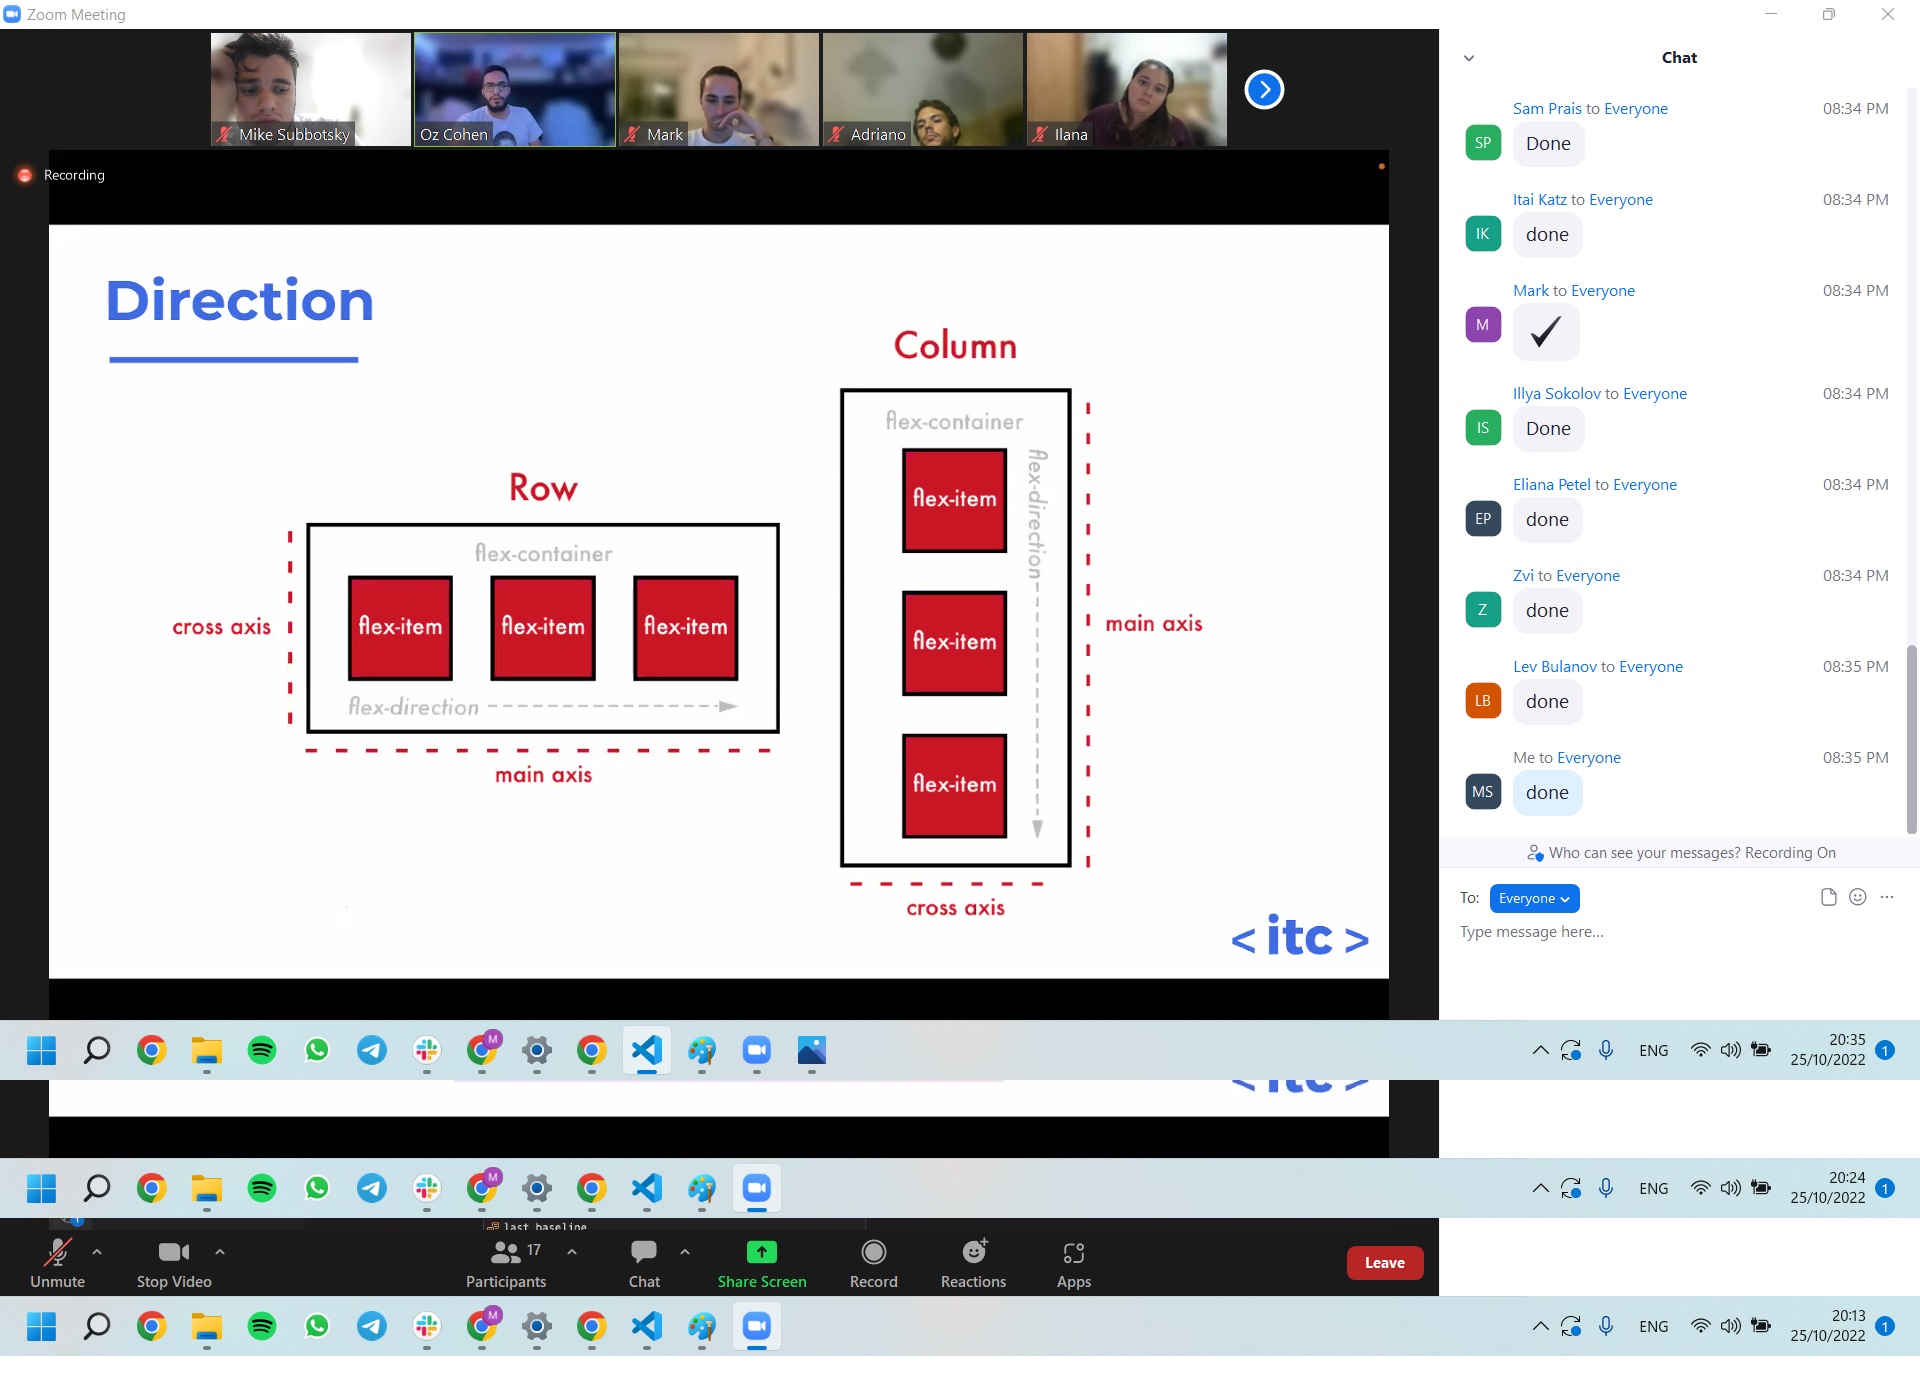 Zoom Meeting
Mike Subbotsky
Oz Cohen
Mark
Adriano
Ilana
Recording
Direction
Column
flex-container
flex-item
flex-item
flex-item
flex-direction
main axis
cross axis
Row
flex-container
cross axis
flex-item flex-item flex-item
flex-direction
main axis
< itc >
Chat
Sam Prais to Everyone 08:34 PM
SP Done
Itai Katz to Everyone 08:34 PM
IK done
Mark to Everyone 08:34 PM
M ✓
Illya Sokolov to Everyone 08:34 PM
IS Done
Eliana Petel to Everyone 08:34 PM
EP done
Zvi to Everyone 08:34 PM
Z done
Lev Bulanov to Everyone 08:35 PM
LB done
Me to Everyone 08:35 PM
MS done
Who can see your messages? Recording On
To: Everyone
Type message here...
M ENG 20:35 1
25/10/2022
< itc >
M ENG 20:24 1
25/10/2022
1
last baseline
17
Unmute Stop Video Participants Chat Share Screen Record Reactions Apps Leave
M ENG 20:13 1
25/10/2022